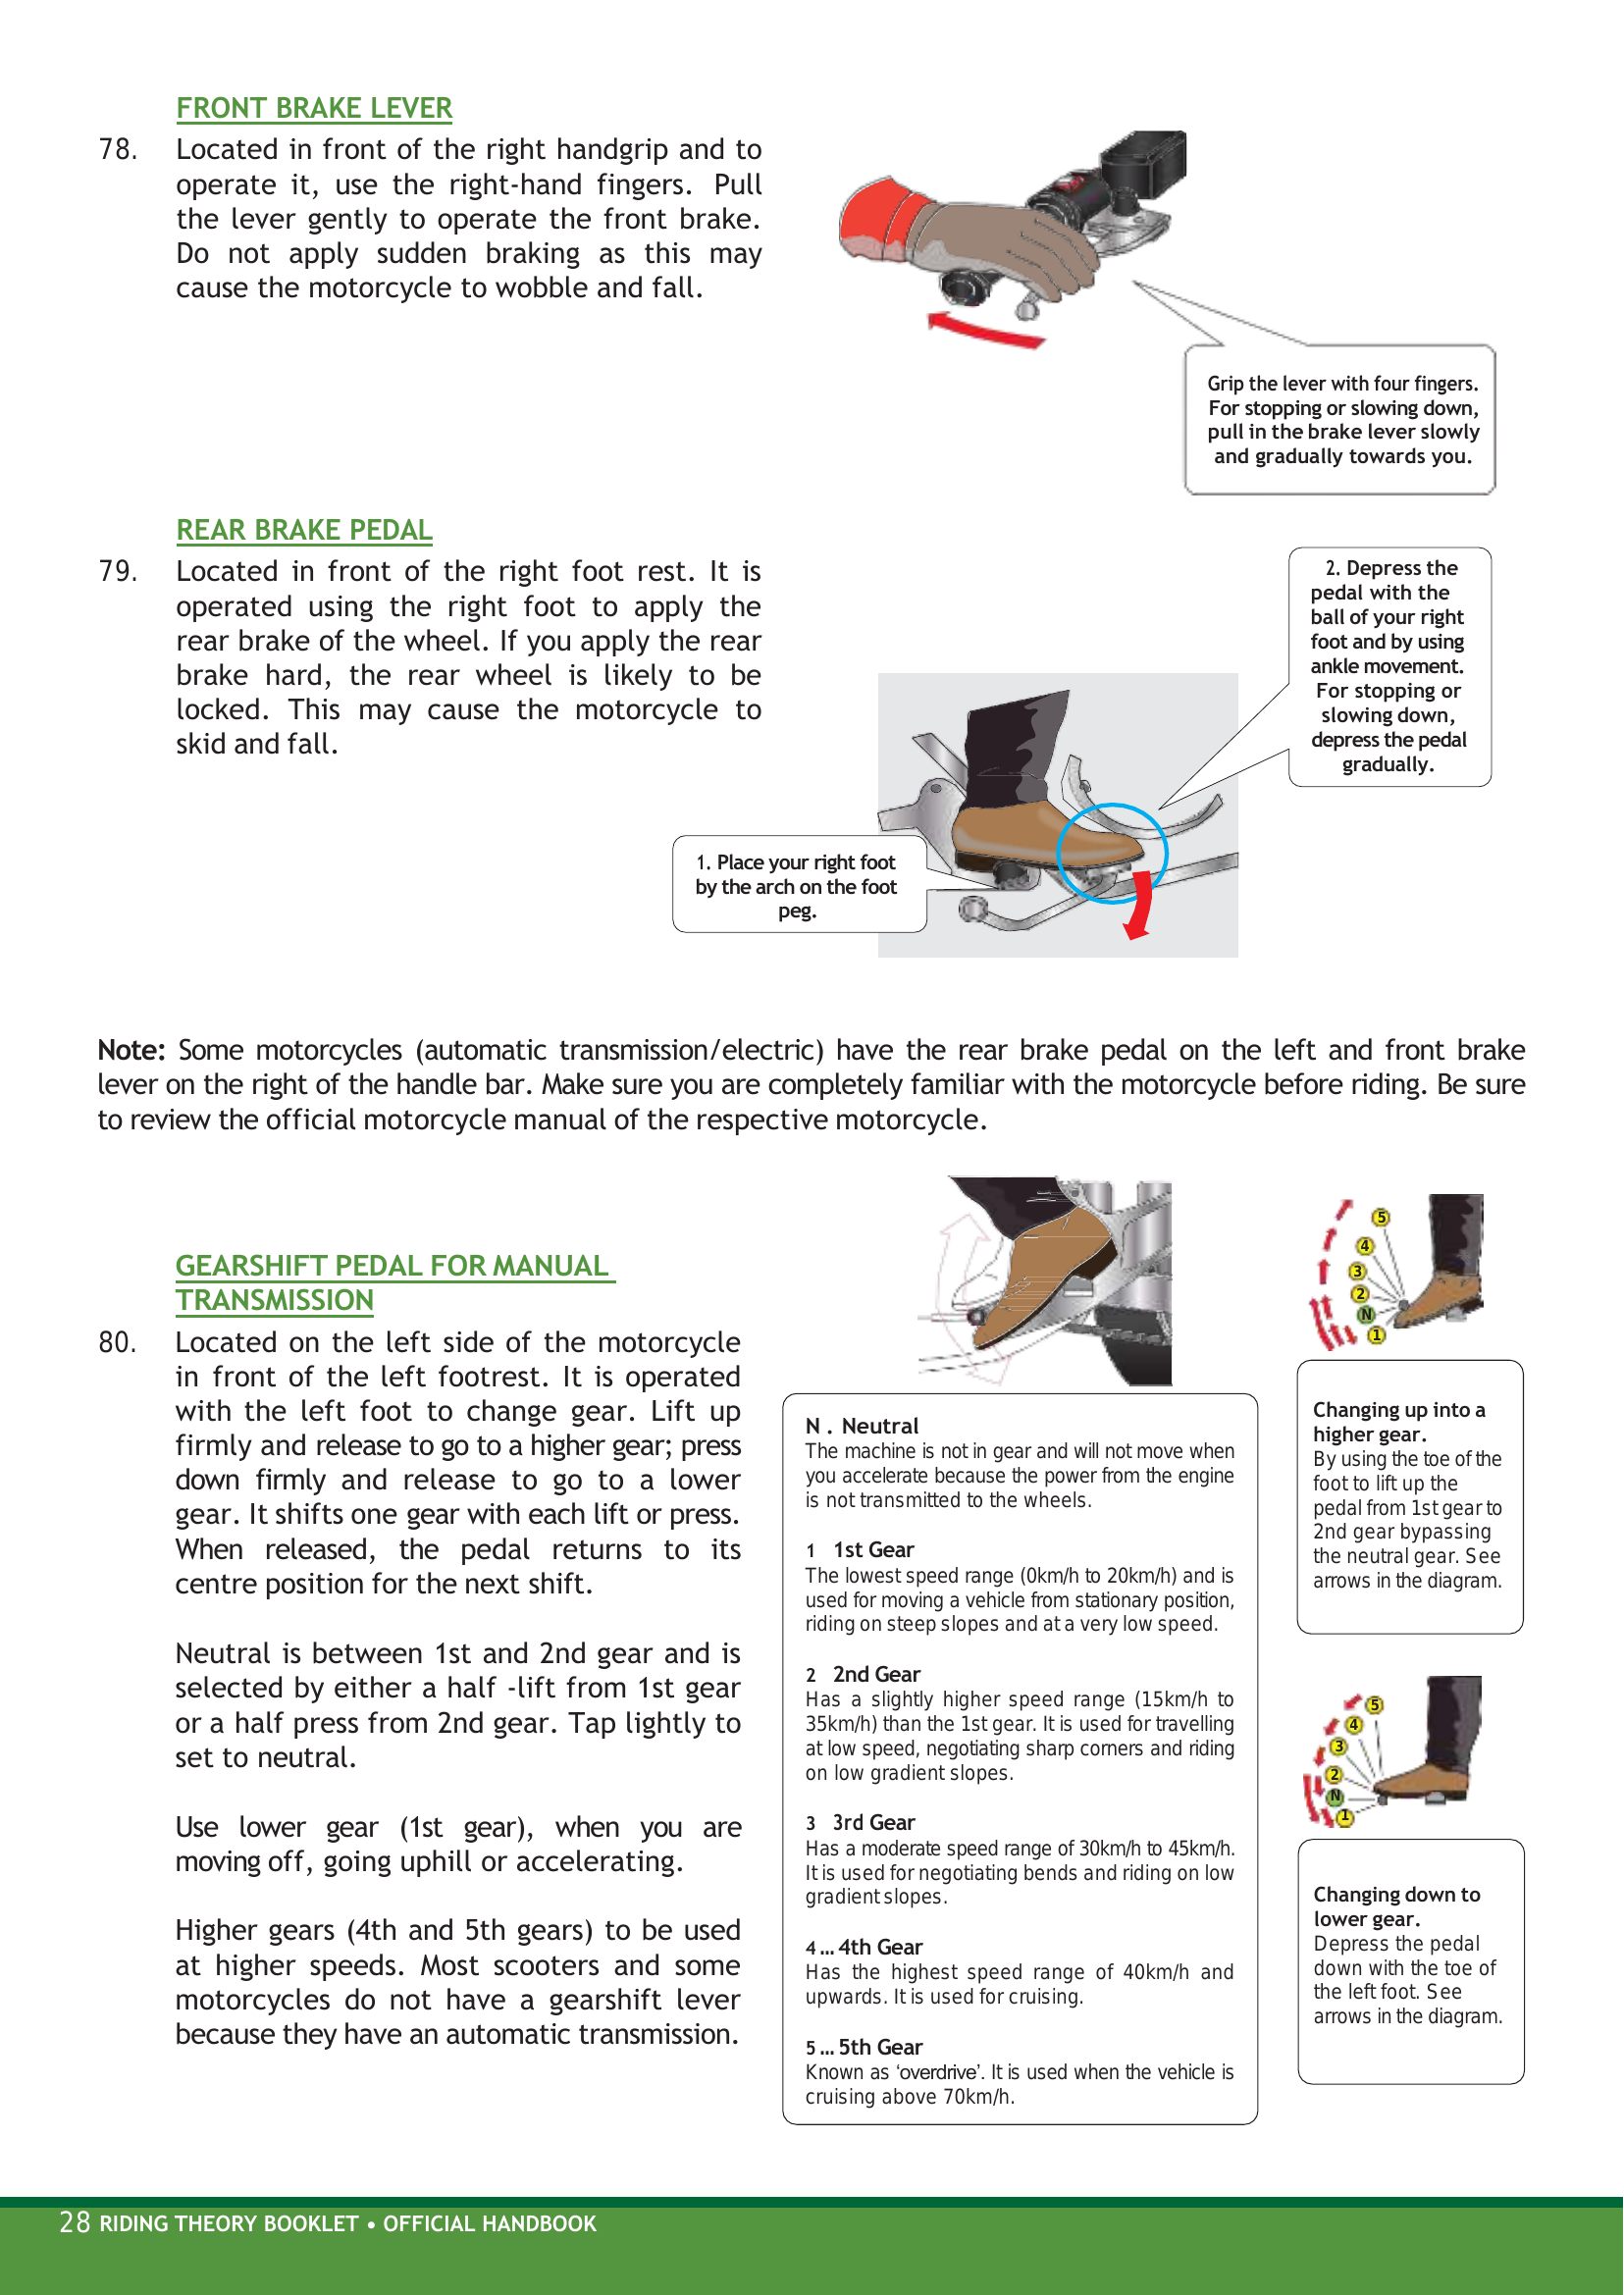 FRONT BRAKE LEVER
78. Located in front of the right handgrip and to
operate it, use the right-hand fingers. Pull
the lever gently to operate the front brake.
Do not apply sudden braking as this may
cause the motorcycle to wobble and fall.
Grip the lever with four fingers.
For stopping or slowing down,
pull in the brake lever slowly
and gradually towards you.
REAR BRAKE PEDAL
79. Located in front of the right foot rest. It is
operated using the right foot to apply the
rear brake of the wheel. If you apply the rear
brake hard, the rear wheel is likely to be
locked. This may cause the motorcycle to
skid and fall.
2. Depress the
pedal with the
ball of your right
foot and by using
ankle movement.
For stopping or
slowing down,
depress the pedal
gradually.
1. Place your right foot
by the arch on the foot
peg.
Note: Some motorcycles (automatic transmission/electric) have the rear brake pedal on the left and front brake
lever on the right of the handle bar. Make sure you are completely familiar with the motorcycle before riding. Be sure
to review the official motorcycle manual of the respective motorcycle.
GEARSHIFT PEDAL FOR MANUAL
TRANSMISSION
80. Located on the left side of the motorcycle
in front of the left footrest. It is operated
with the left foot to change gear. Lift up
firmly and release to go to a higher gear; press
down firmly and release to go to a lower
gear. It shifts one gear with each lift or press.
When released, the pedal returns to its
centre position for the next shift.
Neutral is between 1st and 2nd gear and is
selected by either a half -lift from 1st gear
or a half press from 2nd gear. Tap lightly to
set to neutral.
Use lower gear (1st gear), when you are
moving off, going uphill or accelerating.
Higher gears (4th and 5th gears) to be used
at higher speeds. Most scooters and some
motorcycles do not have a gearshift lever
because they have an automatic transmission.
N . Neutral
The machine is not in gear and will not move when
you accelerate because the power from the engine
is not transmitted to the wheels.
1 1st Gear
The lowest speed range (0km/h to 20km/h) and is
used for moving a vehicle from stationary position,
riding on steep slopes and at a very low speed.
2 2nd Gear
Has a slightly higher speed range (15km/h to
35km/h) than the 1st gear. It is used for travelling
at low speed, negotiating sharp corners and riding
on low gradient slopes.
3 3rd Gear
Has a moderate speed range of 30km/h to 45km/h.
It is used for negotiating bends and riding on low
gradient slopes.
4 ... 4th Gear
Has the highest speed range of 40km/h and
upwards. It is used for cruising.
5 ... 5th Gear
Known as ‘overdrive’. It is used when the vehicle is
cruising above 70km/h.
5
4
3
2
N
1
Changing up into a
higher gear.
By using the toe of the
foot to lift up the
pedal from 1st gear to
2nd gear bypassing
the neutral gear. See
arrows in the diagram.
5
4
3
2
N
1
Changing down to
lower gear.
Depress the pedal
down with the toe of
the left foot. See
arrows in the diagram.
28 RIDING THEORY BOOKLET • OFFICIAL HANDBOOK